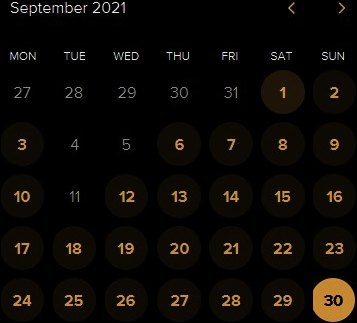 September 2021
MON TUE WED THU FRI SAT SUN
27 28 29 30 31 1 2
3 4 5 6 7 8 9
10 11 12 13 14 15 16
17 18 19 20 21 22 23
24 25 26 27 28 29 30